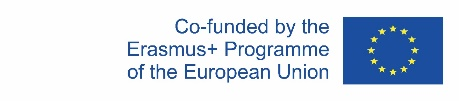 Co-funded by the
Erasmus+ Programme
of the European Union